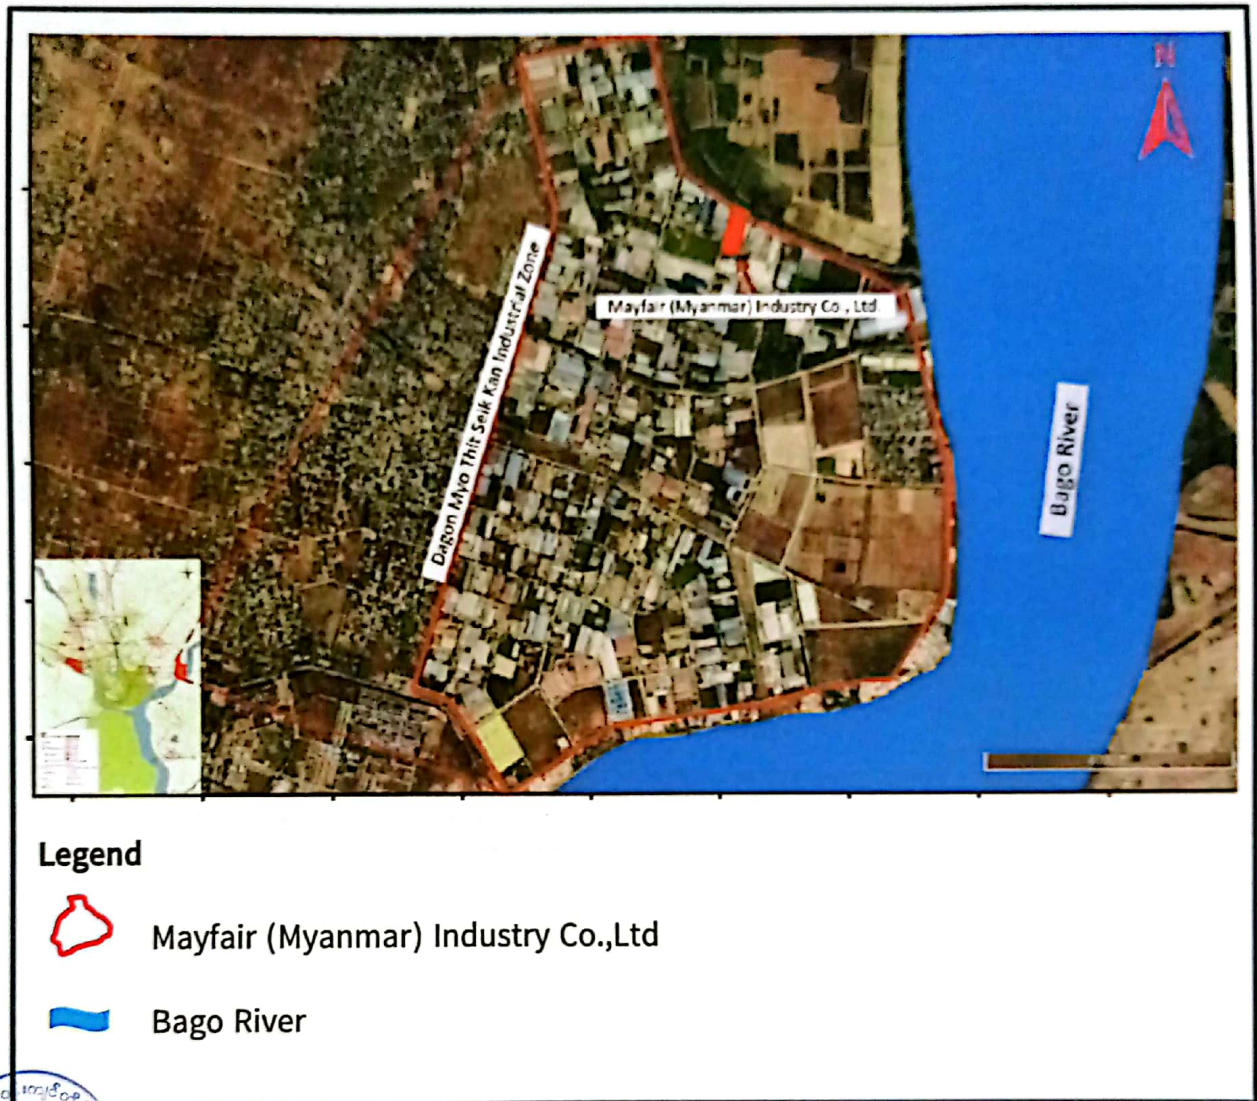 N
Dagon Myo Thit Seik Kan Industrial Zone
Mayfair (Myanmar) Industry Co., Ltd.
Bago River
Legend
Mayfair (Myanmar) Industry Co.,Ltd
Bago River